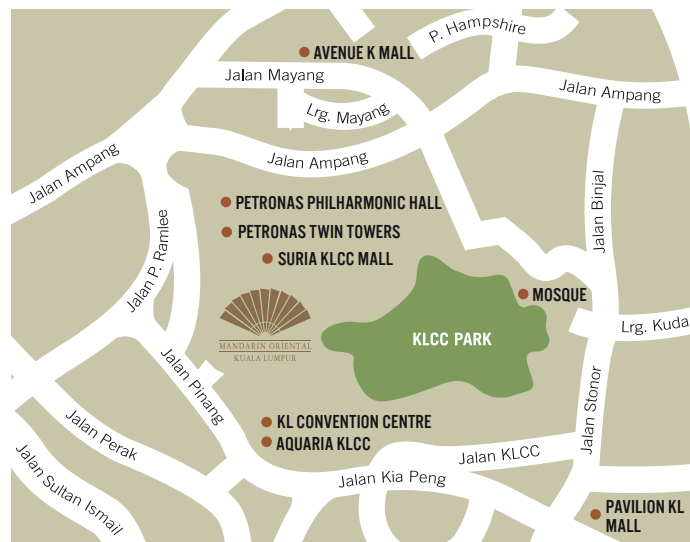 P. Hampshire
AVENUE K MALL
Jalan Mayang
Jalan Ampang
Lrg. Mayang
Jalan Ampang
Jalan Ampang
Jalan Binjal
PETRONAS PHILHARMONIC HALL
PETRONAS TWIN TOWERS
Jalan P. Ramlee
SURIA KLCC MALL
MOSQUE
Lrg. Kuda
KLCC PARK
MANDARIN ORIENTAL
KUALA LUMPUR
Jalan Pinang
Jalan Stonor
KL CONVENTION CENTRE
AQUARIA KLCC
Jalan Perak
Jalan KLCC
Jalan Kia Peng
Jalan Sultan Ismail
PAVILION KL
MALL